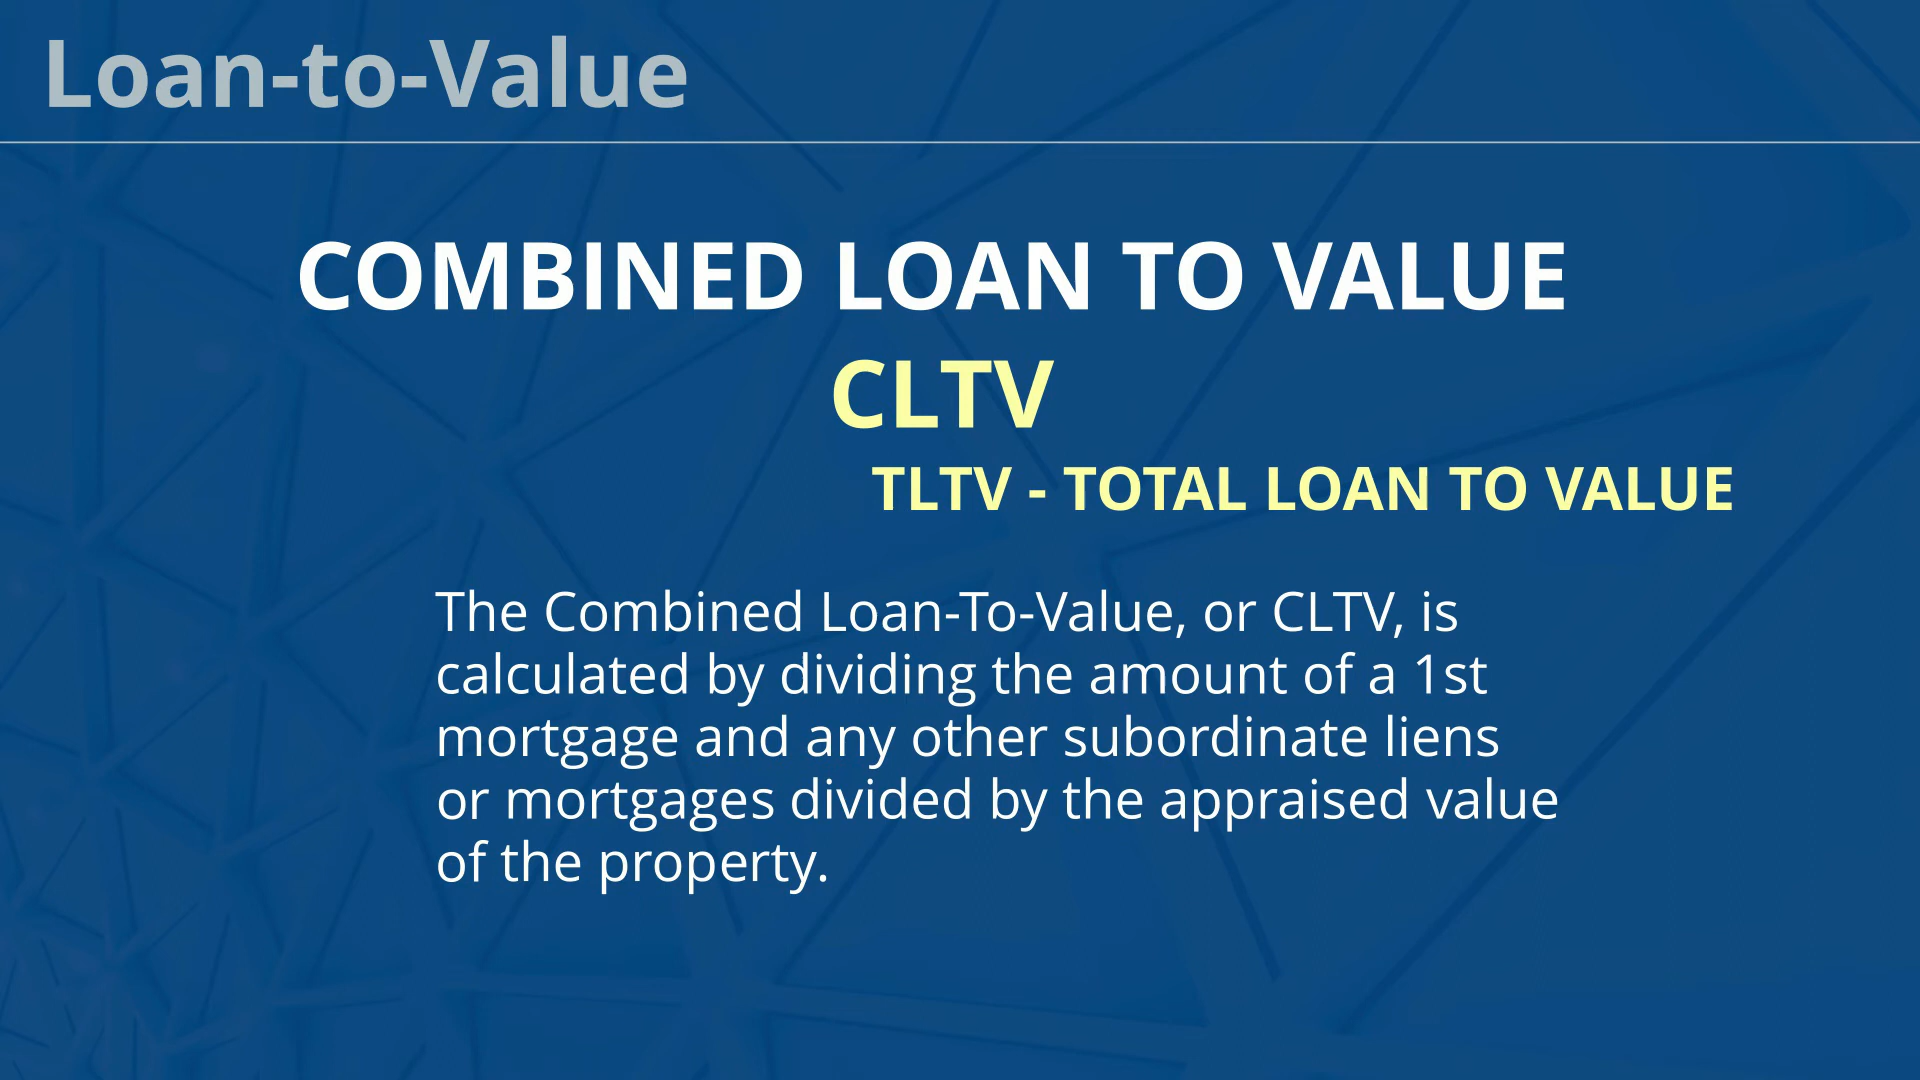 Loan-to-Value
COMBINED LOAN TO VALUE
CLTV
TLTV - TOTAL LOAN TO VALUE
The Combined Loan-To-Value, or CLTV, is
calculated by dividing the amount of a 1st
mortgage and any other subordinate liens
or mortgages divided by the appraised value
of the property.